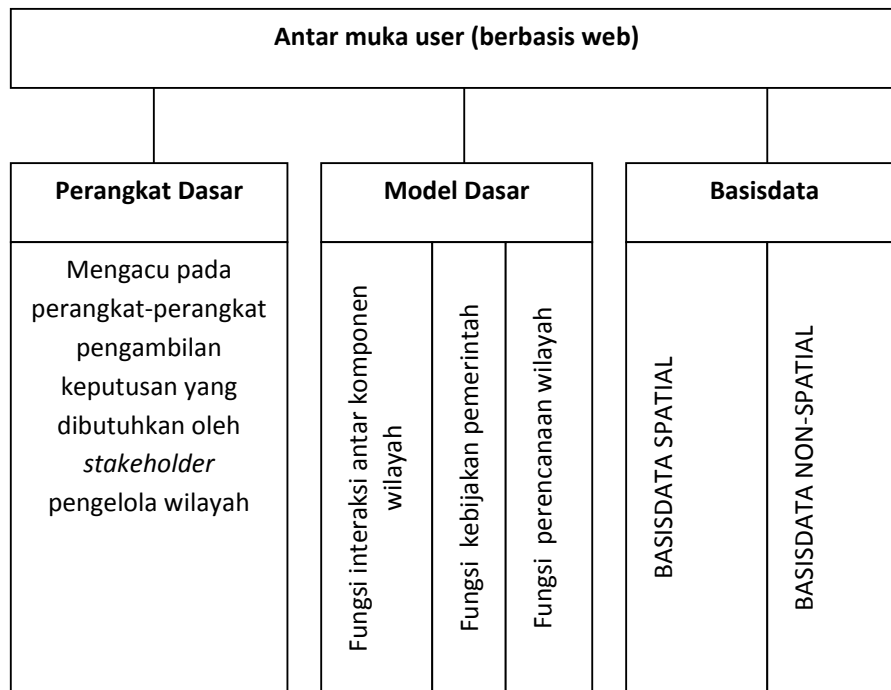 Antar muka user (berbasis web)
Perangkat Dasar
Mengacu pada
perangkat-perangkat
pengambilan
keputusan yang
dibutuhkan oleh
stakeholder
pengelola wilayah
Model Dasar
Fungsi interaksi antar komponen
wilayah
Fungsi kebijakan pemerintah
Fungsi perencanaan wilayah
Basisdata
BASISDATA SPATIAL
BASISDATA NON-SPATIAL